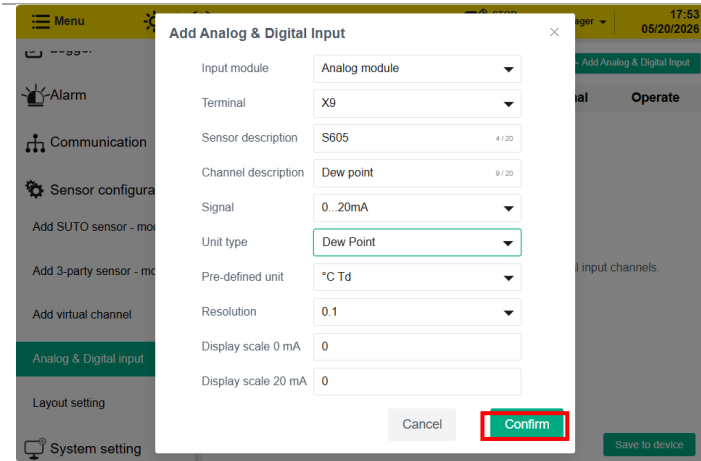 Menu
17:53
05/20/2026
Add Analog & Digital Input
×
- Add Analog & Digital Input
Operate
Alarm
Communication
Sensor configura
Add SUTO sensor - mo
Add 3-party sensor - mo
Add virtual channel
Analog & Digital input
Layout setting
System setting
Input module Analog module
Terminal X9
Sensor description S605 4 / 20
Channel description Dew point 9 / 20
Signal 0...20mA
Unit type Dew Point
Pre-defined unit °C Td
Resolution 0.1
Display scale 0 mA 0
Display scale 20 mA 0
Cancel Confirm
l input channels.
Save to device